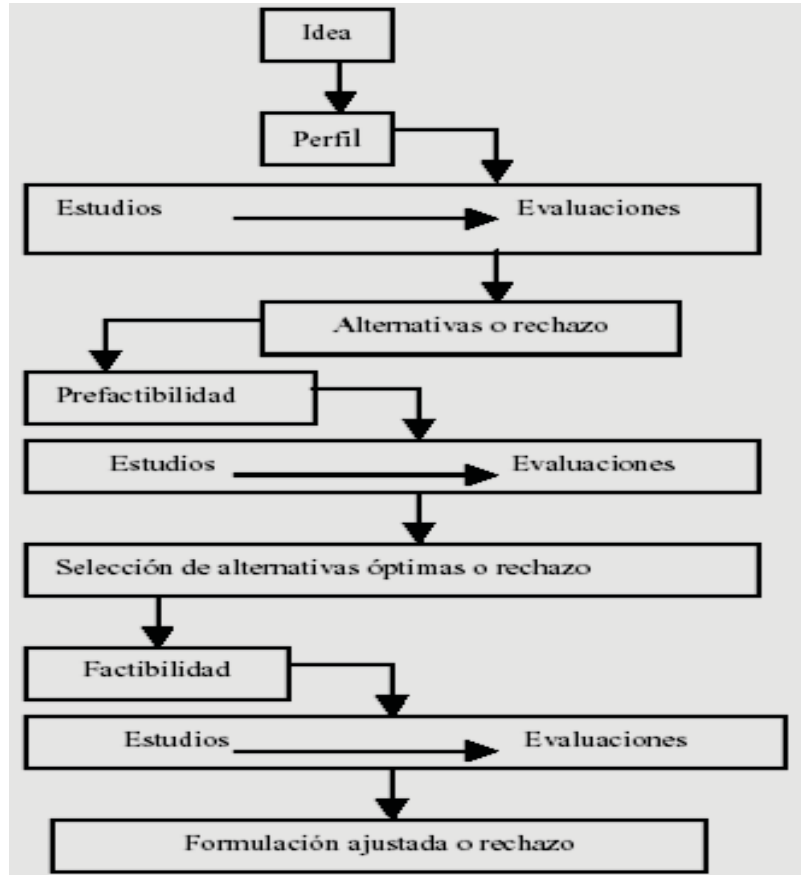 Idea
Perfil
Estudios Evaluaciones
Alternativas o rechazo
Prefactibilidad
Estudios Evaluaciones
Selección de alternativas óptimas o rechazo
Factibilidad
Estudios Evaluaciones
Formulación ajustada o rechazo